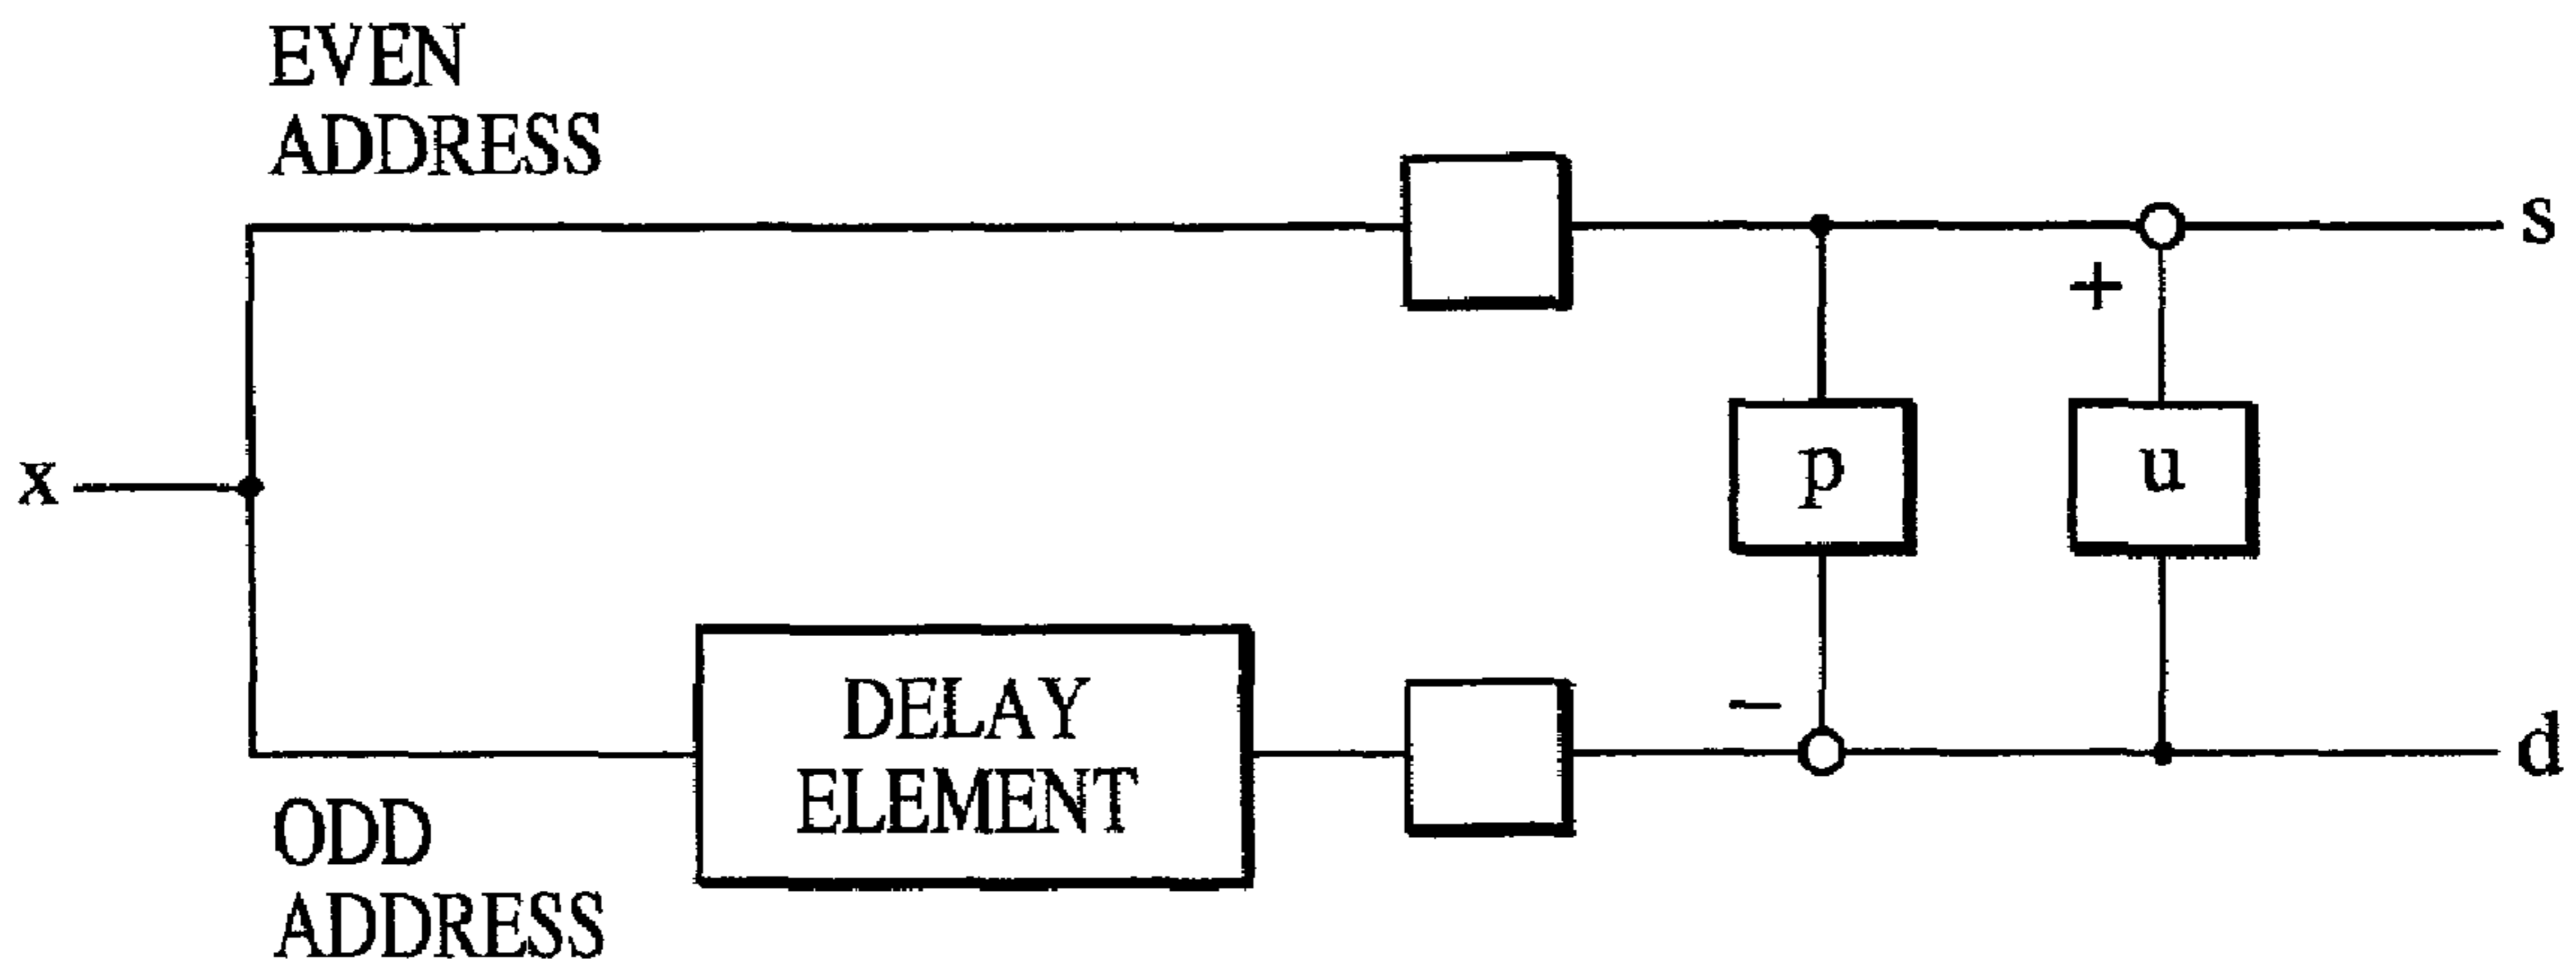 EVEN
ADDRESS
s
+
x
p
u
DELAY
ELEMENT
−
d
ODD
ADDRESS